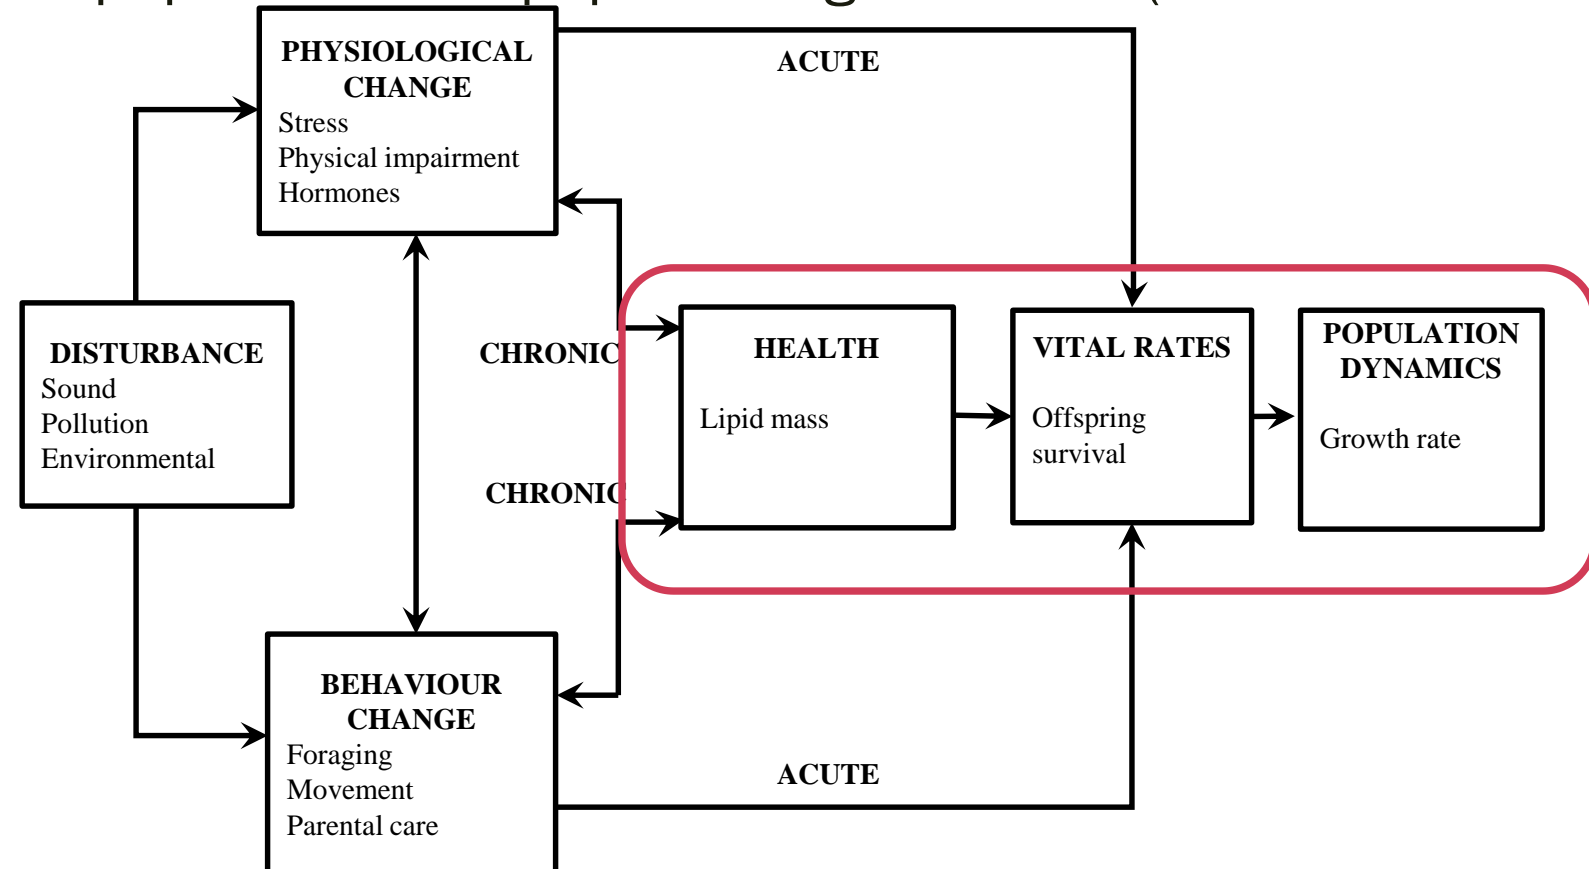 PHYSIOLOGICAL
CHANGE
Stress
Physical impairment
Hormones
ACUTE
DISTURBANCE
Sound
Pollution
Environmental
CHRONIC
HEALTH
Lipid mass
VITAL RATES
Offspring
survival
POPULATION
DYNAMICS
Growth rate
CHRONIC
BEHAVIOUR
CHANGE
Foraging
Movement
Parental care
ACUTE